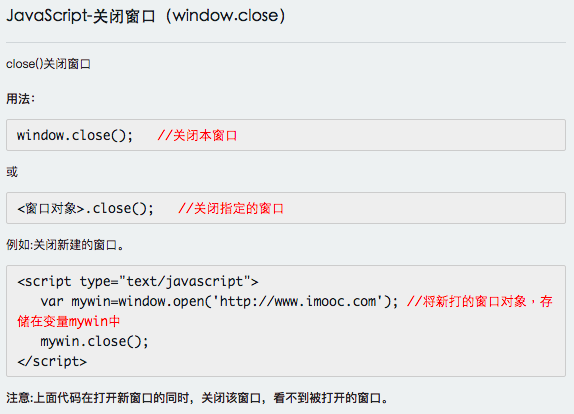 JavaScript-关闭窗口（window.close）
close()关闭窗口
用法：
window.close();   //关闭本窗口
或
<窗口对象>.close();   //关闭指定的窗口
例如:关闭新建的窗口。
<script type="text/javascript">
   var mywin=window.open('http://www.imooc.com'); //将新打的窗口对象，存
储在变量mywin中
   mywin.close();
</script>
注意:上面代码在打开新窗口的同时，关闭该窗口，看不到被打开的窗口。